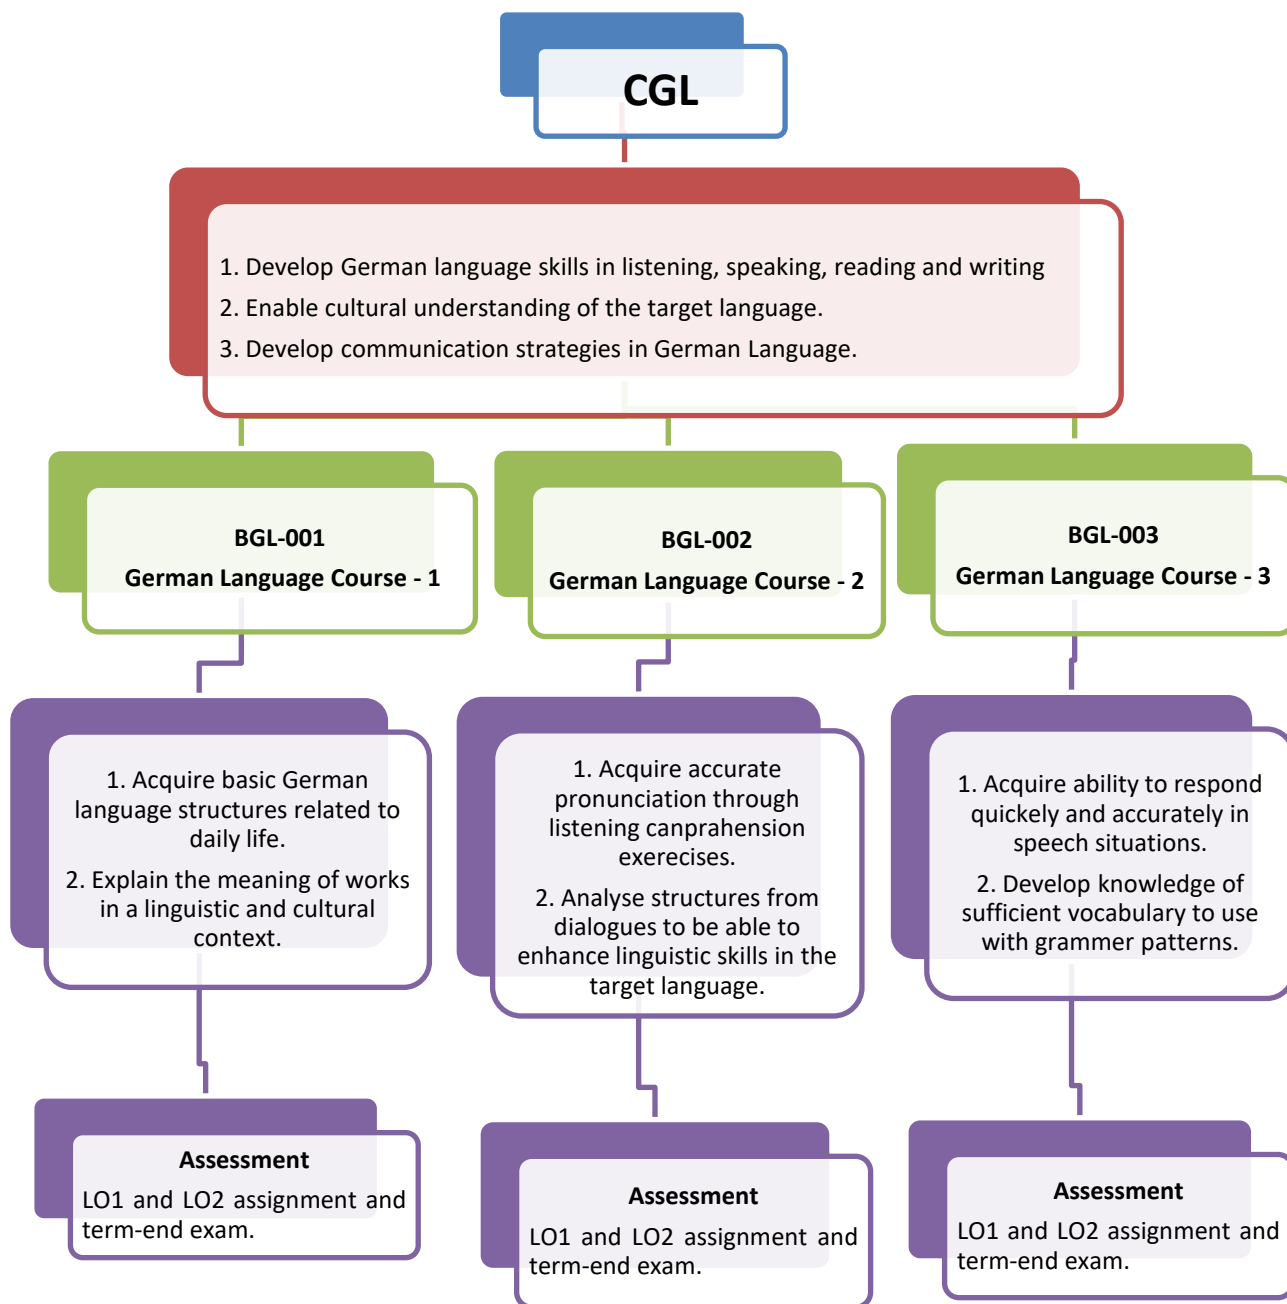 CGL
1. Develop German language skills in listening, speaking, reading and writing
2. Enable cultural understanding of the target language.
3. Develop communication strategies in German Language.
BGL-001
German Language Course - 1
BGL-002
German Language Course - 2
BGL-003
German Language Course - 3
1. Acquire basic German
language structures related to
daily life.
2. Explain the meaning of works
in a linguistic and cultural
context.
1. Acquire accurate
pronunciation through
listening canprahension
exerecises.
2. Analyse structures from
dialogues to be able to
enhance linguistic skills in the
target language.
1. Acquire ability to respond
quickly and accurately in
speech situations.
2. Develop knowledge of
sufficient vocabulary to use
with grammer patterns.
Assessment
LO1 and LO2 assignment and
term-end exam.
Assessment
LO1 and LO2 assignment and
term-end exam.
Assessment
LO1 and LO2 assignment and
term-end exam.